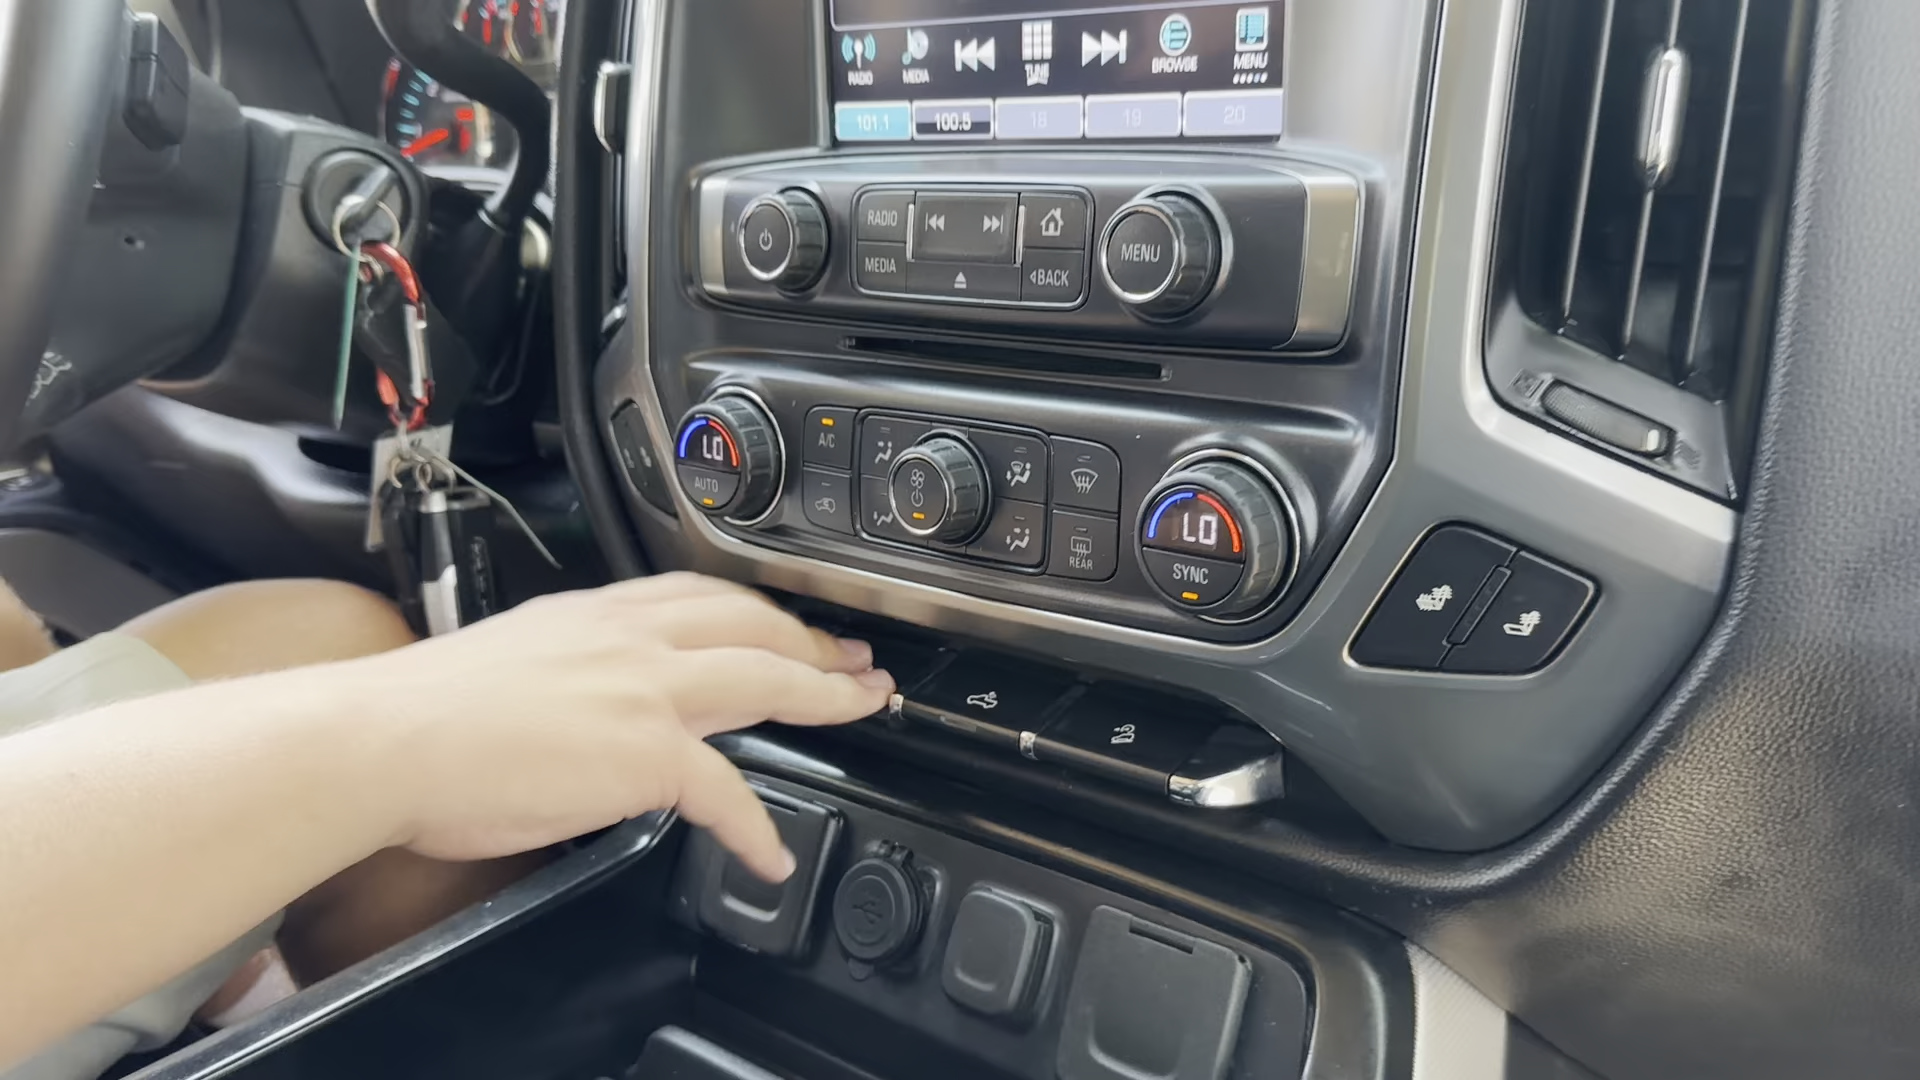 RADIO MEDIA TUNE BROWSE MENU
101.1 100.5 18 19 20
RADIO
MEDIA
BACK
MENU
LO
AUTO
A/C
REAR
LO
SYNC